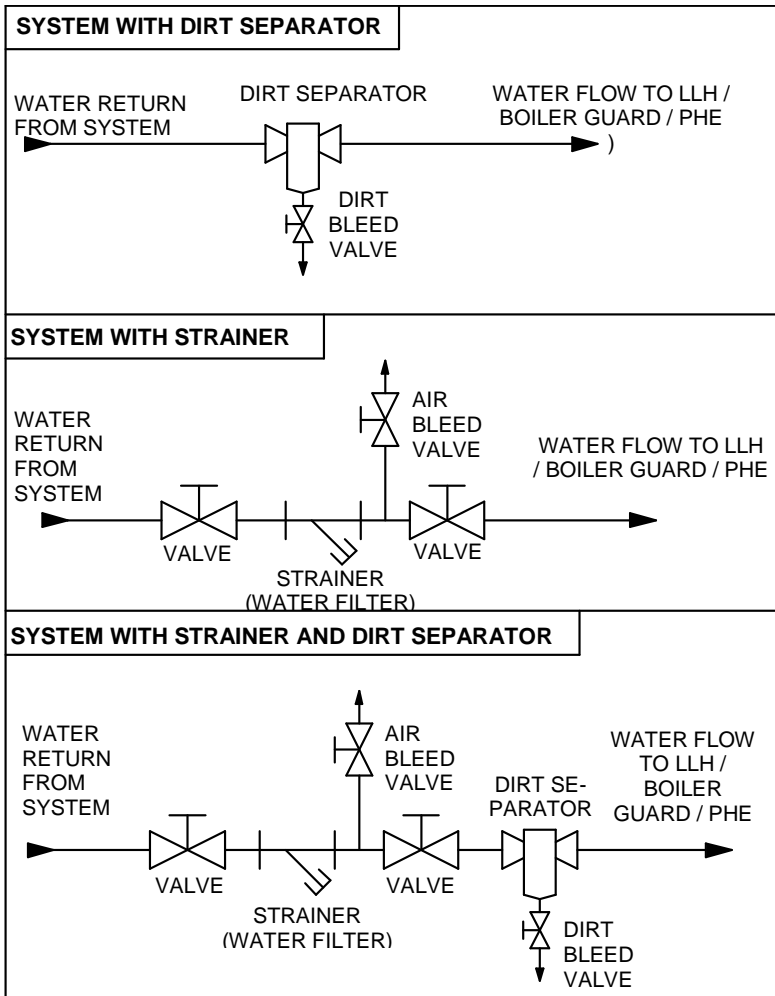 SYSTEM WITH DIRT SEPARATOR
WATER RETURN
FROM SYSTEM
DIRT SEPARATOR
WATER FLOW TO LLH /
BOILER GUARD / PHE
)
DIRT
BLEED
VALVE
SYSTEM WITH STRAINER
WATER
RETURN
FROM
SYSTEM
AIR
BLEED
VALVE
WATER FLOW TO LLH
/ BOILER GUARD / PHE
VALVE
VALVE
STRAINER
(WATER FILTER)
SYSTEM WITH STRAINER AND DIRT SEPARATOR
WATER
RETURN
FROM
SYSTEM
AIR
BLEED
VALVE
DIRT SE-
PARATOR
WATER FLOW
TO LLH /
BOILER
GUARD / PHE
VALVE
VALVE
STRAINER
(WATER FILTER)
DIRT
BLEED
VALVE